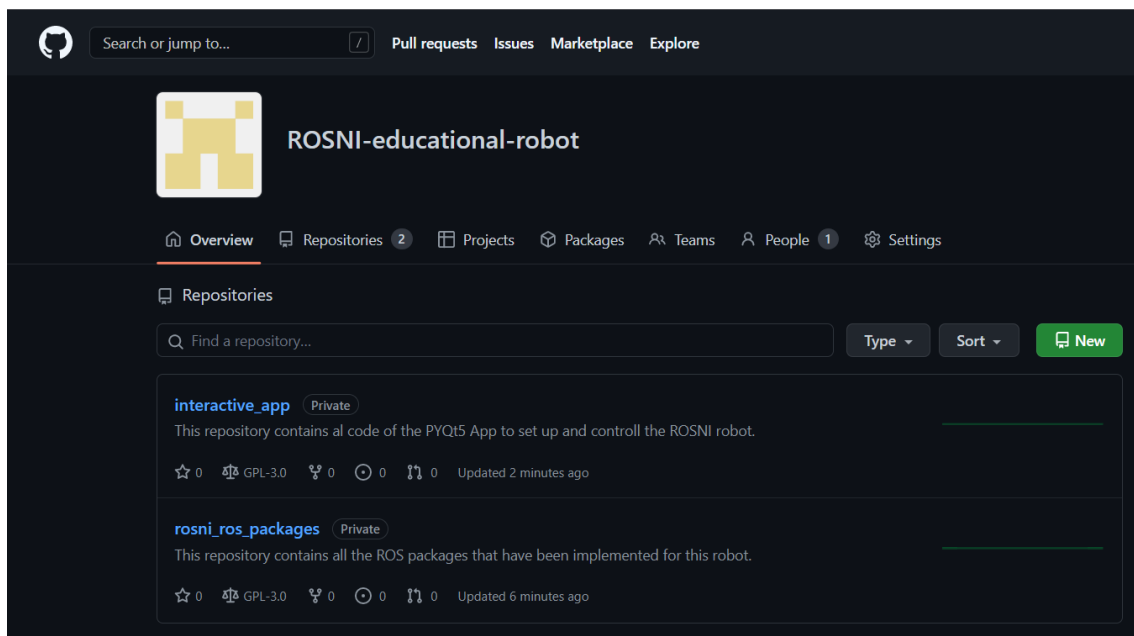 Search or jump to... / Pull requests Issues Marketplace Explore
ROSNI-educational-robot
Overview Repositories 2 Projects Packages Teams People 1 Settings
Repositories
Find a repository... Type Sort New
interactive_app Private
This repository contains al code of the PYQt5 App to set up and controll the ROSNI robot.
0 GPL-3.0 0 0 0 Updated 2 minutes ago
rosni_ros_packages Private
This repository contains all the ROS packages that have been implemented for this robot.
0 GPL-3.0 0 0 0 Updated 6 minutes ago